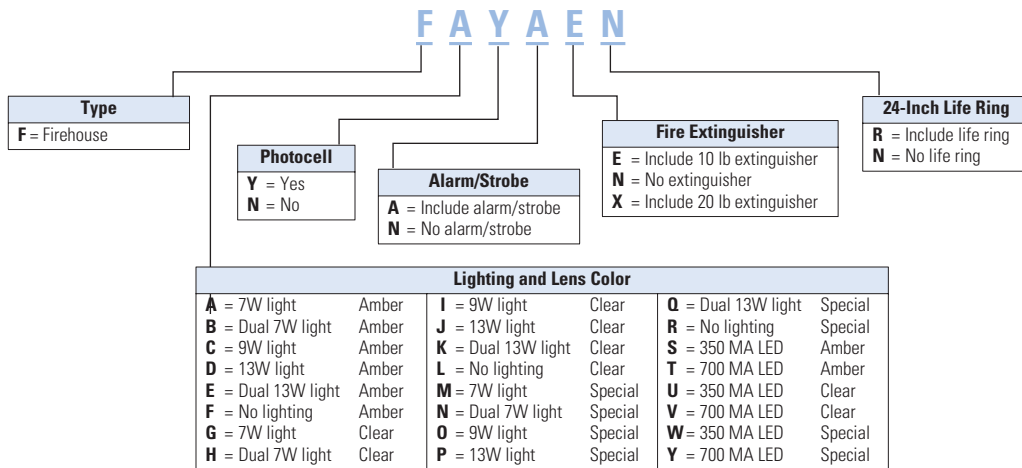 F A Y A E N
Type
F = Firehouse
Photocell
Y = Yes
N = No
Alarm/Strobe
A = Include alarm/strobe
N = No alarm/strobe
Fire Extinguisher
E = Include 10 lb extinguisher
N = No extinguisher
X = Include 20 lb extinguisher
24-Inch Life Ring
R = Include life ring
N = No life ring
Lighting and Lens Color
A = 7W light Amber
B = Dual 7W light Amber
C = 9W light Amber
D = 13W light Amber
E = Dual 13W light Amber
F = No lighting Amber
G = 7W light Clear
H = Dual 7W light Clear
I = 9W light Clear
J = 13W light Clear
K = Dual 13W light Clear
L = No lighting Clear
M = 7W light Special
N = Dual 7W light Special
O = 9W light Special
P = 13W light Special
Q = Dual 13W light Special
R = No lighting Special
S = 350 MA LED Amber
T = 700 MA LED Amber
U = 350 MA LED Clear
V = 700 MA LED Clear
W = 350 MA LED Special
Y = 700 MA LED Special